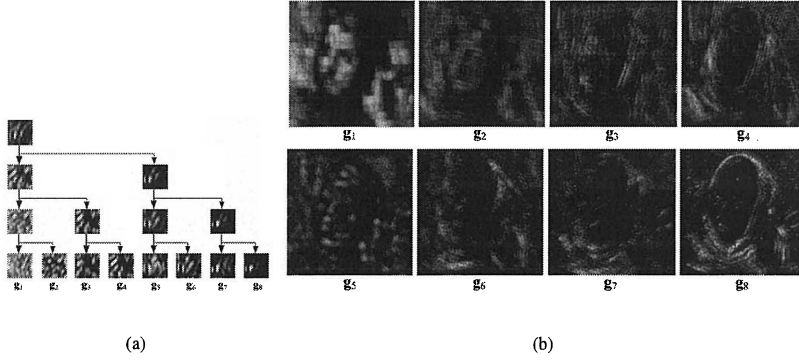 g₁ g₂ g₃ g₄
g₁ g₂ g₃ g₄ g₅ g₆ g₇ g₈
g₅ g₆ g₇ g₈
(a) (b)